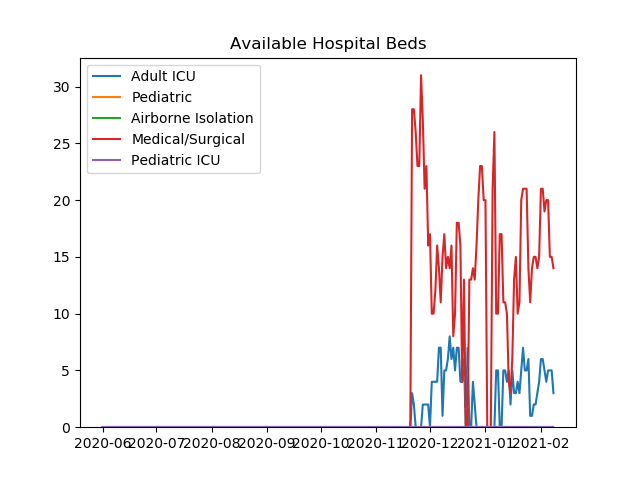 Available Hospital Beds
Adult ICU
Pediatric
Airborne Isolation
Medical/Surgical
Pediatric ICU
30
25
20
15
10
5
0
2020-06 2020-07 2020-08 2020-09 2020-10 2020-11 2020-12 2021-01 2021-02